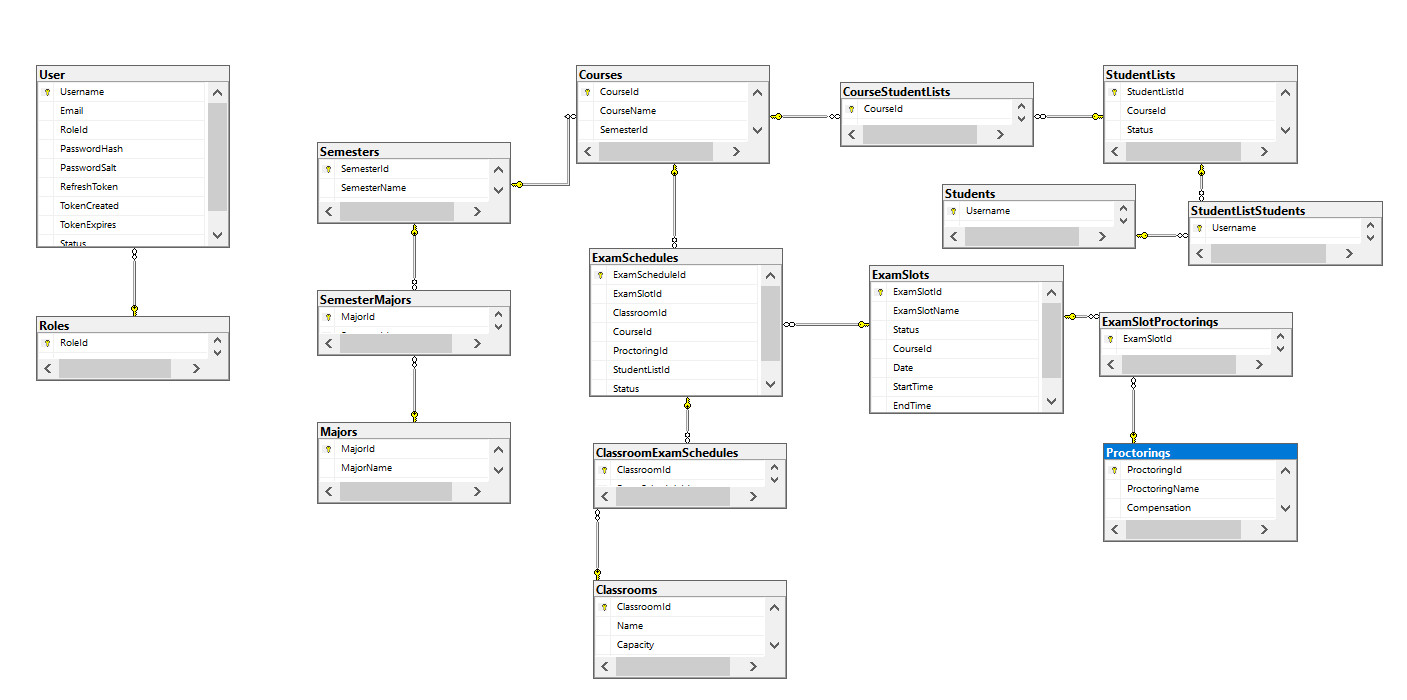 User
Username
Email
RoleId
PasswordHash
PasswordSalt
RefreshToken
TokenCreated
TokenExpires
Status
Roles
RoleId
Semesters
SemesterId
SemesterName
SemesterMajors
MajorId
Majors
MajorId
MajorName
Courses
CourseId
CourseName
SemesterId
ExamSchedules
ExamScheduleId
ExamSlotId
ClassroomId
CourseId
ProctoringId
StudentListId
Status
ClassroomExamSchedules
ClassroomId
Classrooms
ClassroomId
Name
Capacity
CourseStudentLists
CourseId
StudentLists
StudentListId
CourseId
Status
Students
Username
StudentListStudents
Username
ExamSlots
ExamSlotId
ExamSlotName
Status
CourseId
Date
StartTime
EndTime
ExamSlotProctorings
ExamSlotId
Proctorings
ProctoringId
ProctoringName
Compensation